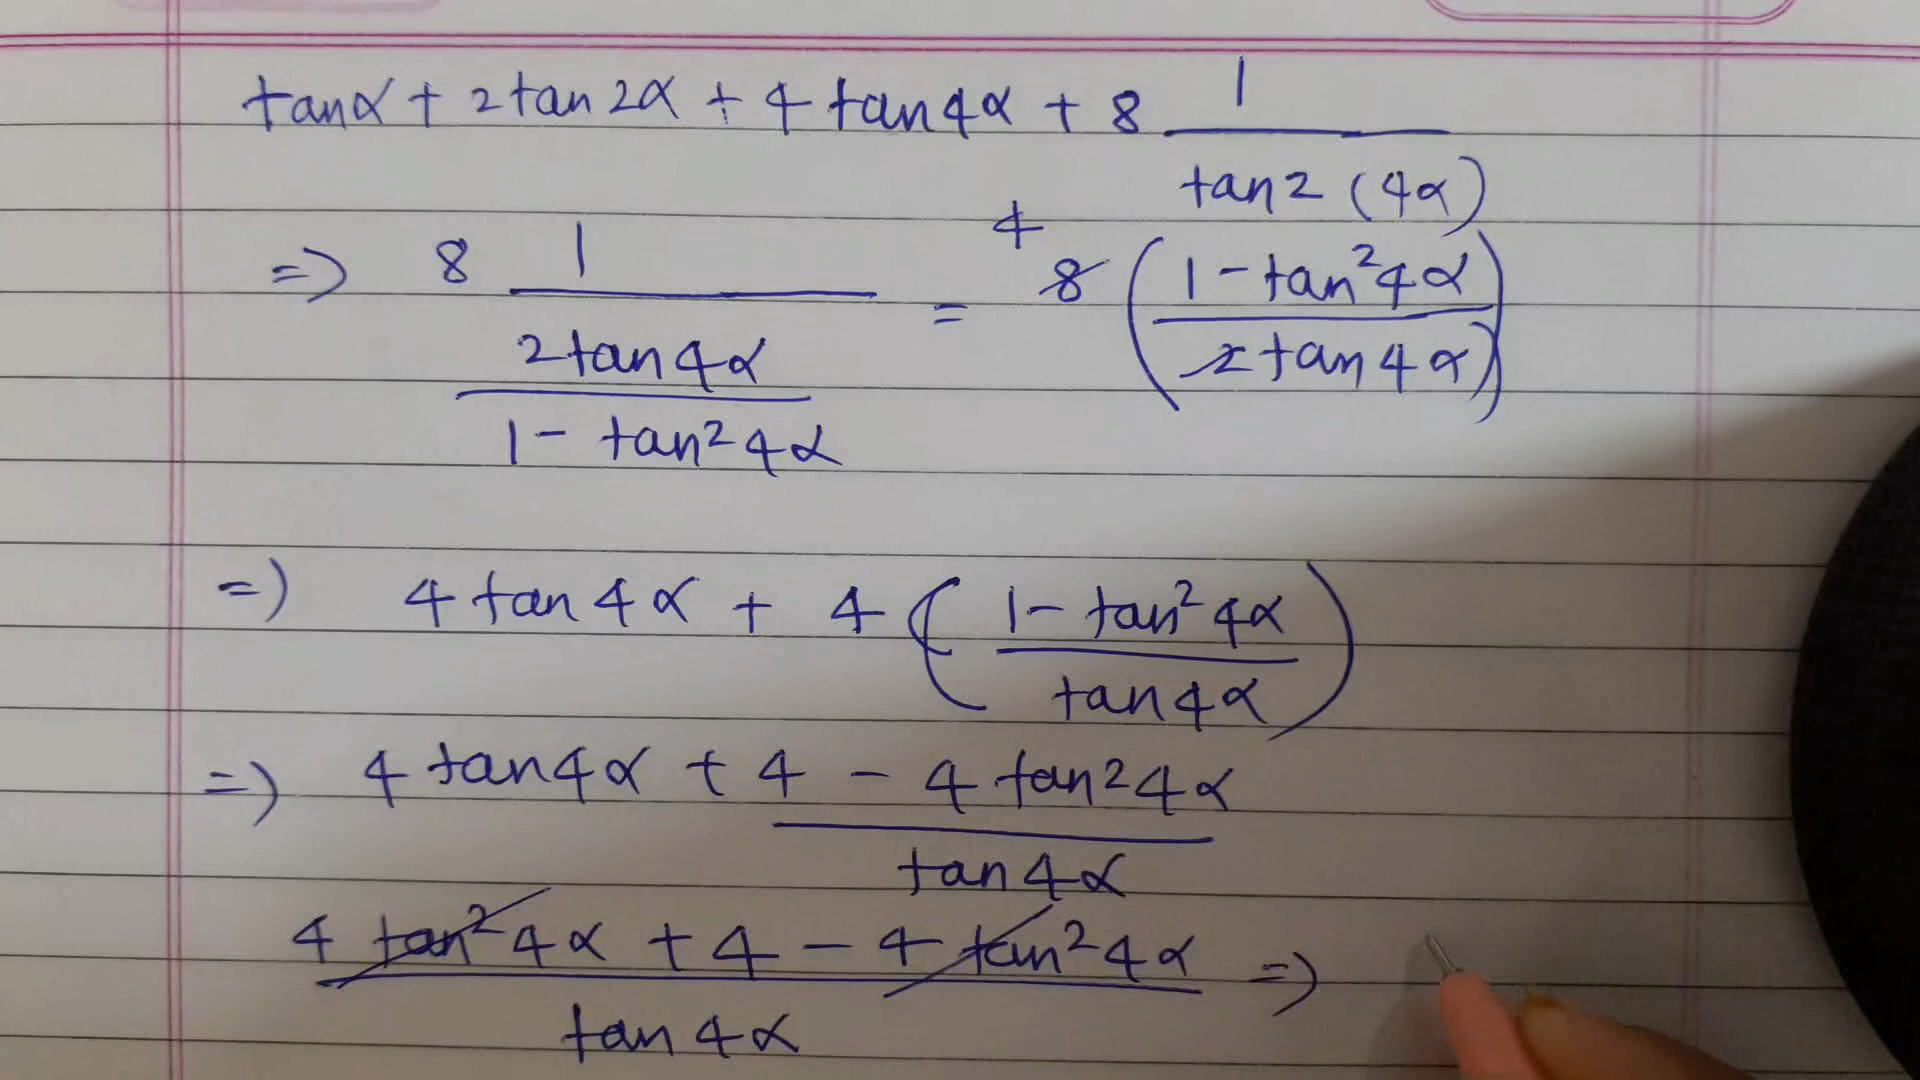 tanα + 2tan2α + 4tan4α + 8 1
tan2(4α)
=> 8 1 = 4 8 (1 - tan²4α)
2tan4α 2tan4α
1 - tan²4α
=> 4tan4α + 4 (1 - tan²4α)
tan4α
=> 4tan4α + 4 - 4tan²4α
tan4α
4tan²4α + 4 - 4tan²4α =>
tan4α